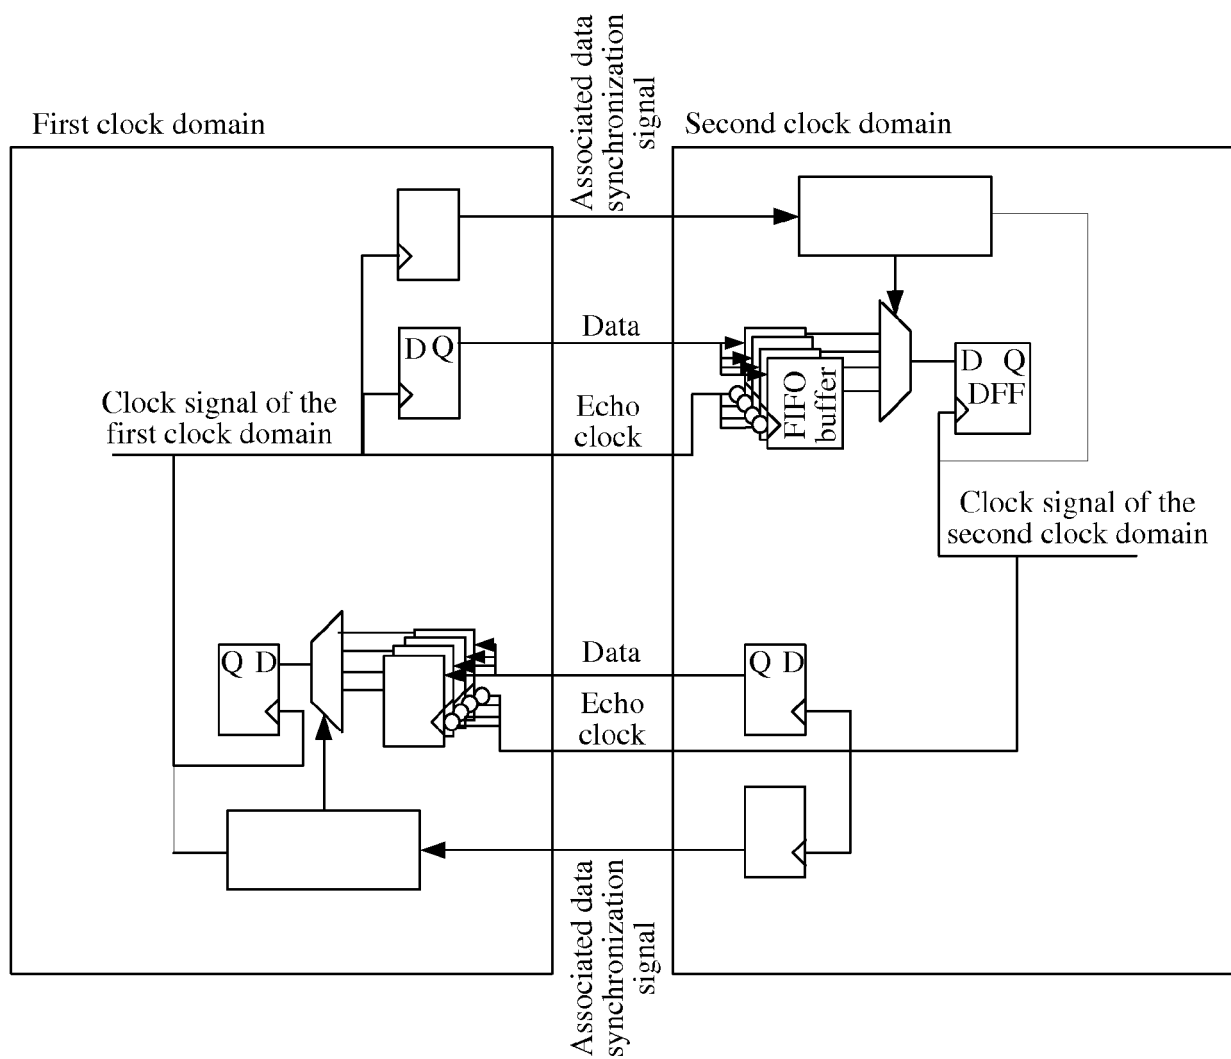 Associated data
synchronization
signal
First clock domain
Second clock domain
Data
D Q
D Q
DFF
FIFO
buffer
Clock signal of the
first clock domain
Echo
clock
Clock signal of the
second clock domain
Q D
Data
Q D
Echo
clock
Associated data
synchronization
signal